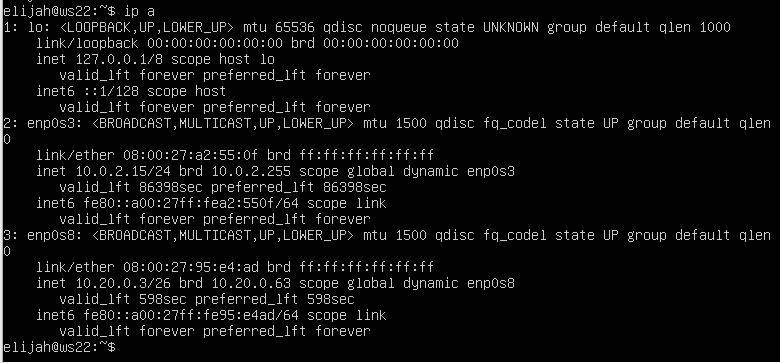 elijah@ws22:~$ ip a
1: lo: <LOOPBACK,UP,LOWER_UP> mtu 65536 qdisc noqueue state UNKNOWN group default qlen 1000
    link/loopback 00:00:00:00:00:00 brd 00:00:00:00:00:00
    inet 127.0.0.1/8 scope host lo
       valid_lft forever preferred_lft forever
    inet6 ::1/128 scope host
       valid_lft forever preferred_lft forever
2: enp0s3: <BROADCAST,MULTICAST,UP,LOWER_UP> mtu 1500 qdisc fq_codel state UP group default qlen
0
    link/ether 08:00:27:a2:55:0f brd ff:ff:ff:ff:ff:ff
    inet 10.0.2.15/24 brd 10.0.2.255 scope global dynamic enp0s3
       valid_lft 86398sec preferred_lft 86398sec
    inet6 fe80::a00:27ff:fea2:550f/64 scope link
       valid_lft forever preferred_lft forever
3: enp0s8: <BROADCAST,MULTICAST,UP,LOWER_UP> mtu 1500 qdisc fq_codel state UP group default qlen
0
    link/ether 08:00:27:95:e4:ad brd ff:ff:ff:ff:ff:ff
    inet 10.20.0.3/26 brd 10.20.0.63 scope global dynamic enp0s8
       valid_lft 598sec preferred_lft 598sec
    inet6 fe80::a00:27ff:fe95:e4ad/64 scope link
       valid_lft forever preferred_lft forever
elijah@ws22:~$